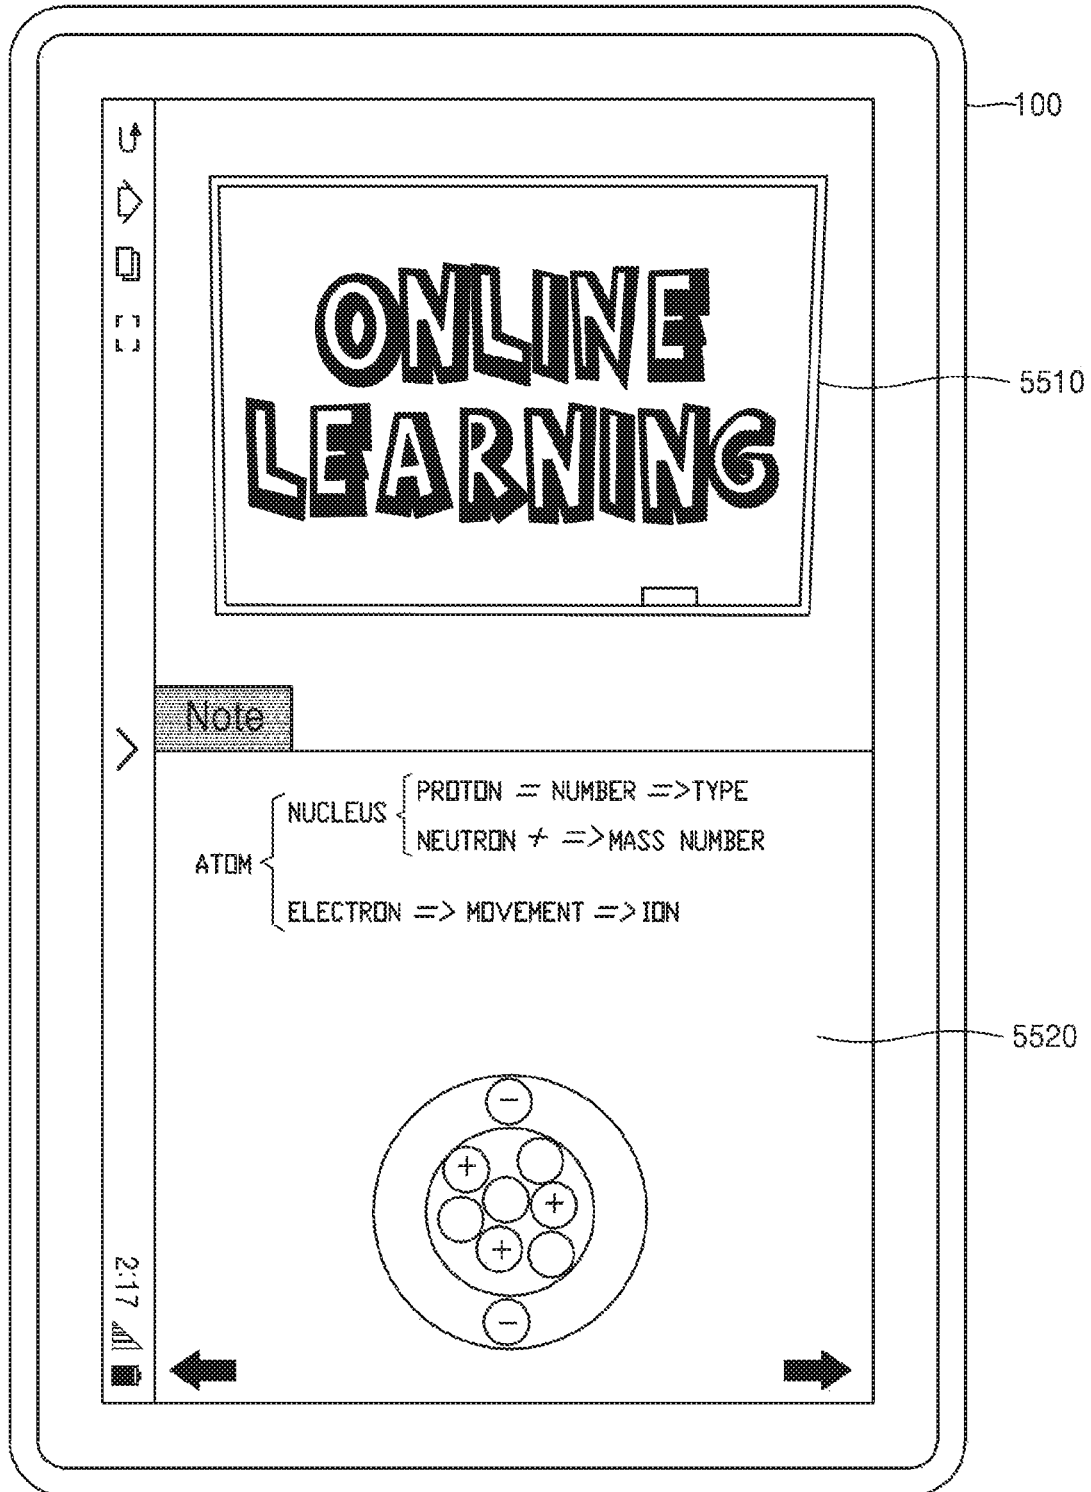 100
ONLINE
LEARNING
5510
Note
PROTON = NUMBER =>TYPE
NUCLEUS
NEUTRON + =>MASS NUMBER
ATOM
ELECTRON => MOVEMENT =>ION
5520
−
+
+
+
−
2:17